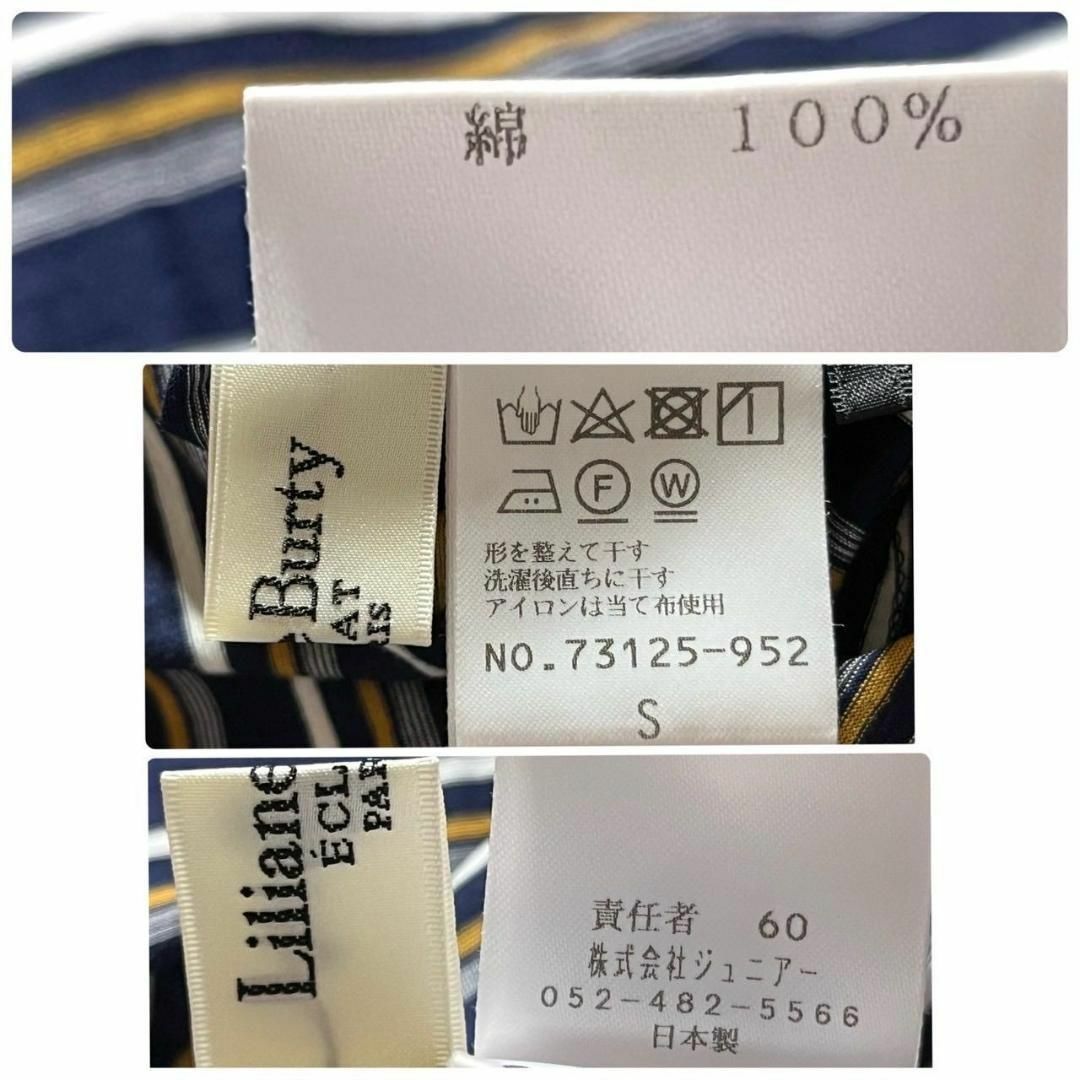 綿 100%
Burty
AT
F W
形を整えて干す
洗濯後直ちに干す
アイロンは当て布使用
NO.73125-952
S
Liliane
ÉCL
PAR
責任者 60
株式会社ジュニアー
052-482-5566
日本製